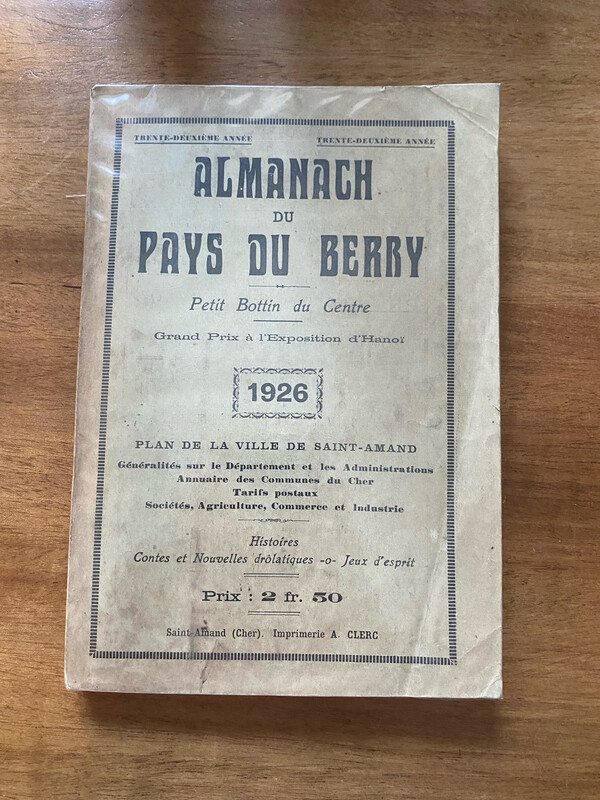 TRENTE-DEUXIÈME ANNÉE TRENTE-DEUXIÈME ANNÉE
ALMANACH
DU
PAYS DU BERRY
Petit Bottin du Centre
Grand Prix à l'Exposition d'Hanoï
1926
PLAN DE LA VILLE DE SAINT-AMAND
Généralités sur le Département et les Administrations
Annuaire des Communes du Cher
Tarifs postaux
Sociétés, Agriculture, Commerce et Industrie
Histoires
Contes et Nouvelles drôlatiques -o- Jeux d'esprit
Prix : 2 fr. 50
Saint-Amand (Cher). Imprimerie A. CLERC